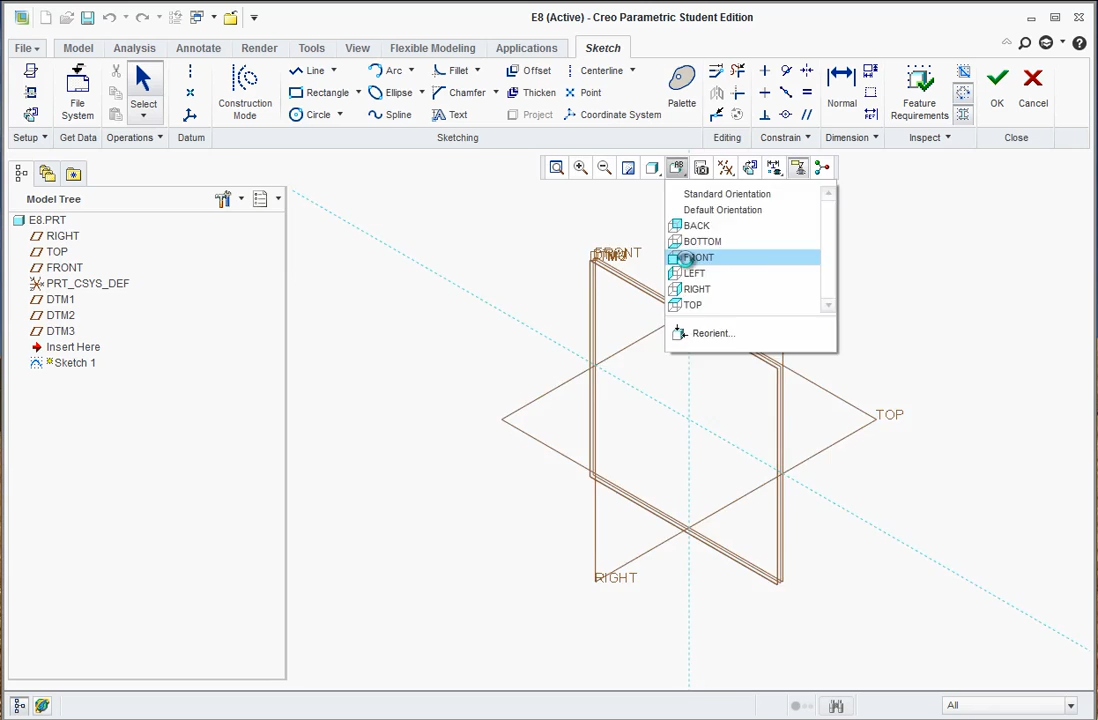 E8 (Active) - Creo Parametric Student Edition
File Model Analysis Annotate Render Tools View Flexible Modeling Applications Sketch
Line Arc Fillet Offset Centerline
Rectangle Ellipse Chamfer Thicken Point
Circle Spline Text Project Coordinate System
File System
Select
Construction Mode
Palette
Normal
Feature Requirements
OK
Cancel
Setup Get Data Operations Datum Sketching Editing Constrain Dimension Inspect Close
Model Tree
E8.PRT
RIGHT
TOP
FRONT
PRT_CSYS_DEF
DTM1
DTM2
DTM3
Insert Here
Sketch 1
Standard Orientation
Default Orientation
BACK
BOTTOM
FRONT
LEFT
RIGHT
TOP
Reorient...
FRONT
TOP
RIGHT
All